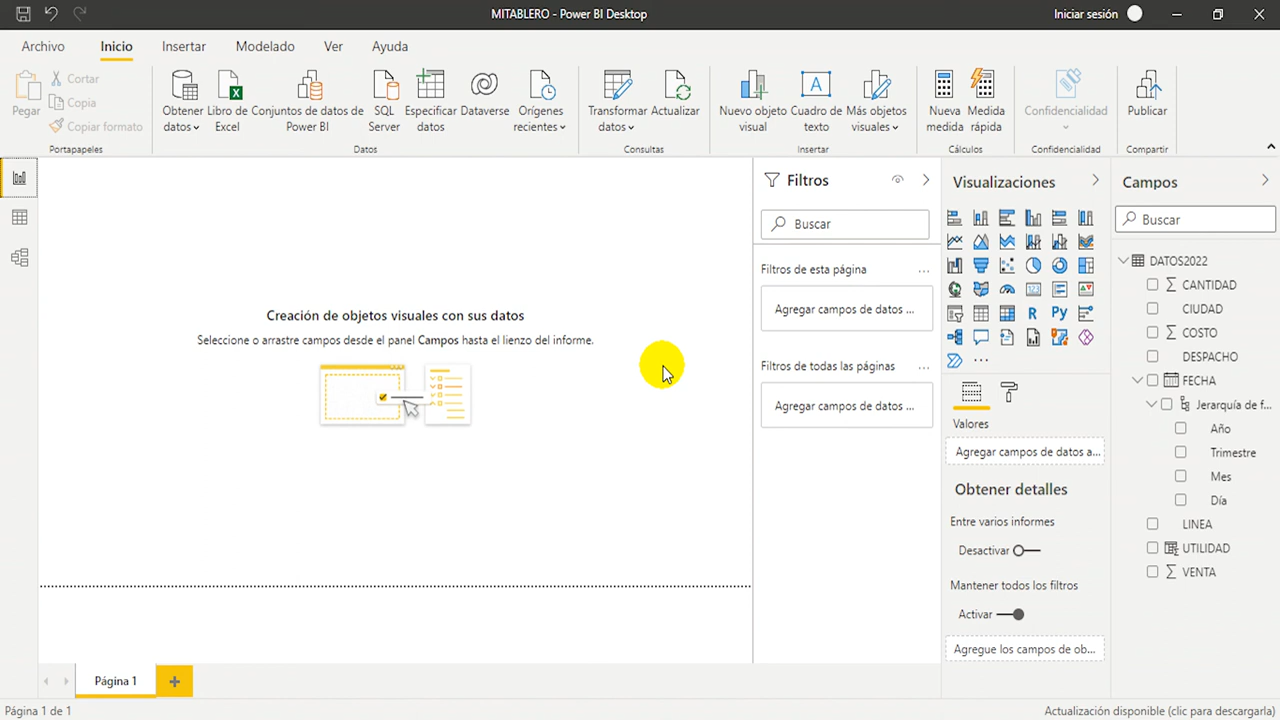 MITABLERO - Power BI Desktop
Iniciar sesión
Archivo
Inicio
Insertar
Modelado
Ver
Ayuda
Pegar
Cortar
Copia
Copiar formato
Portapapeles
Obtener
datos
Libro de
Excel
Conjuntos de datos de
Power BI
SQL
Server
Especificar
datos
Dataverse
Orígenes
recientes
Datos
Transformar
datos
Actualizar
Consultas
Nuevo objeto
visual
Cuadro de
texto
Más objetos
visuales
Insertar
Nueva
medida
Medida
rápida
Cálculos
Confidencialidad
Confidencialidad
Publicar
Compartir
Creación de objetos visuales con sus datos
Seleccione o arrastre campos desde el panel Campos hasta el lienzo del informe.
Filtros
Buscar
Filtros de esta página
...
Agregar campos de datos ...
Filtros de todas las páginas
...
Agregar campos de datos ...
Visualizaciones
123
R
Py
...
Valores
Agregar campos de datos a...
Obtener detalles
Entre varios informes
Desactivar
Mantener todos los filtros
Activar
Agregue los campos de ob...
Campos
Buscar
DATOS2022
∑ CANTIDAD
CIUDAD
∑ COSTO
DESPACHO
FECHA
Jerarquía de f...
Año
Trimestre
Mes
Día
LINEA
UTILIDAD
∑ VENTA
Página 1
+
Página 1 de 1
Actualización disponible (clic para descargarla)